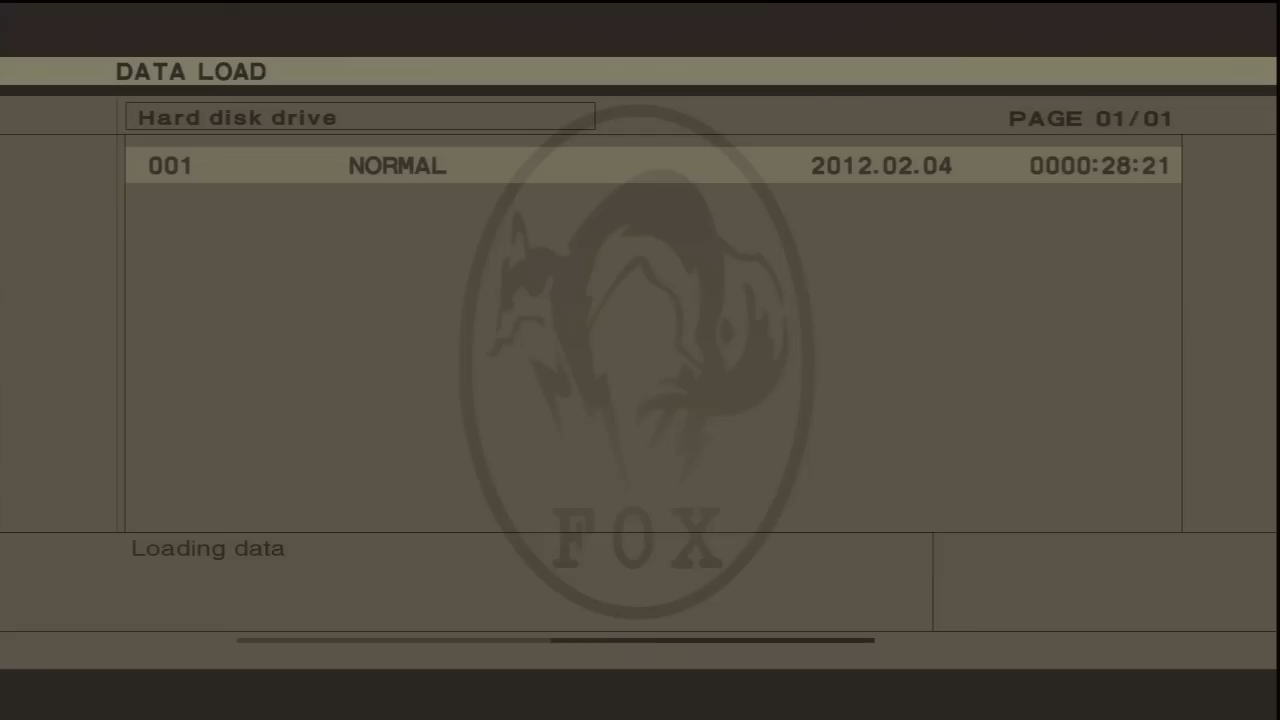 DATA LOAD
Hard disk drive PAGE 01/01
001 NORMAL 2012.02.04 0000:28:21
Loading data
FOX